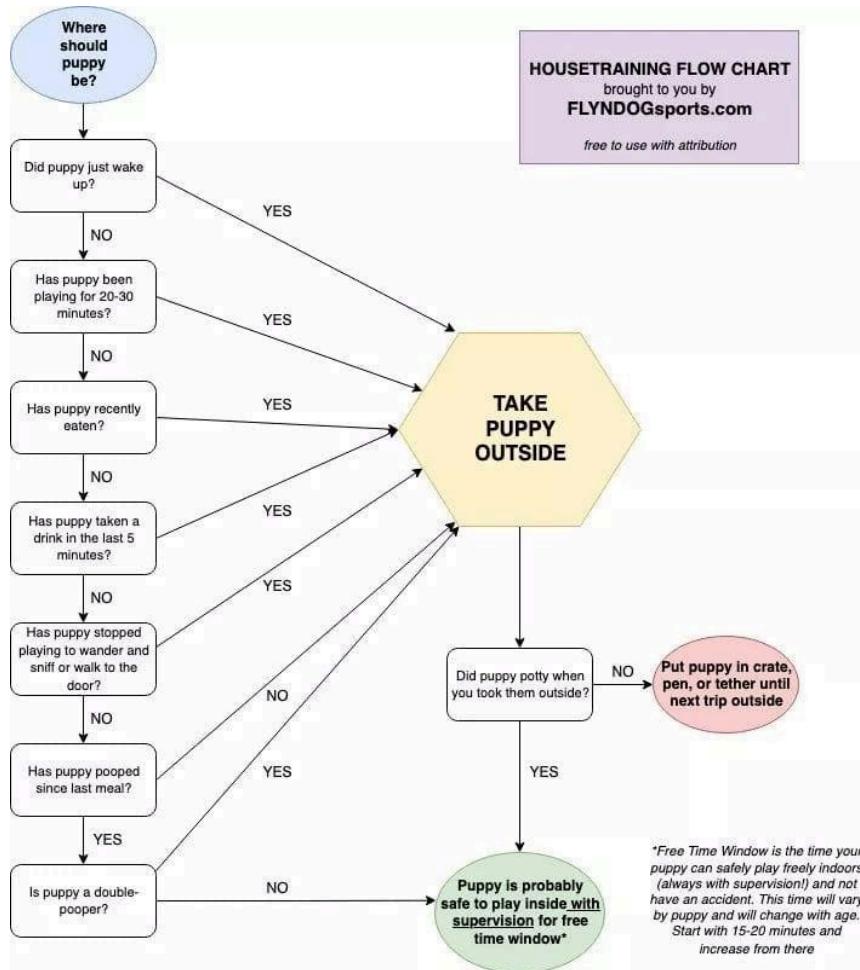 Where
should
puppy
be?
HOUSETRAINING FLOW CHART
brought to you by
FLYNDOGsports.com
free to use with attribution
Did puppy just wake
up?
YES
NO
Has puppy been
playing for 20-30
minutes?
YES
NO
Has puppy recently
eaten?
YES
NO
TAKE
PUPPY
OUTSIDE
Has puppy taken a
drink in the last 5
minutes?
YES
NO
Has puppy stopped
playing to wander and
sniff or walk to the
door?
YES
NO
Has puppy pooped
since last meal?
NO
YES
Is puppy a double-
pooper?
YES
NO
Did puppy potty when
you took them outside?
NO
Put puppy in crate,
pen, or tether until
next trip outside
YES
Puppy is probably
safe to play inside with
supervision for free
time window*
*Free Time Window is the time your
puppy can safely play freely indoors
(always with supervision!) and not
have an accident. This time will vary
by puppy and will change with age.
Start with 15-20 minutes and
increase from there